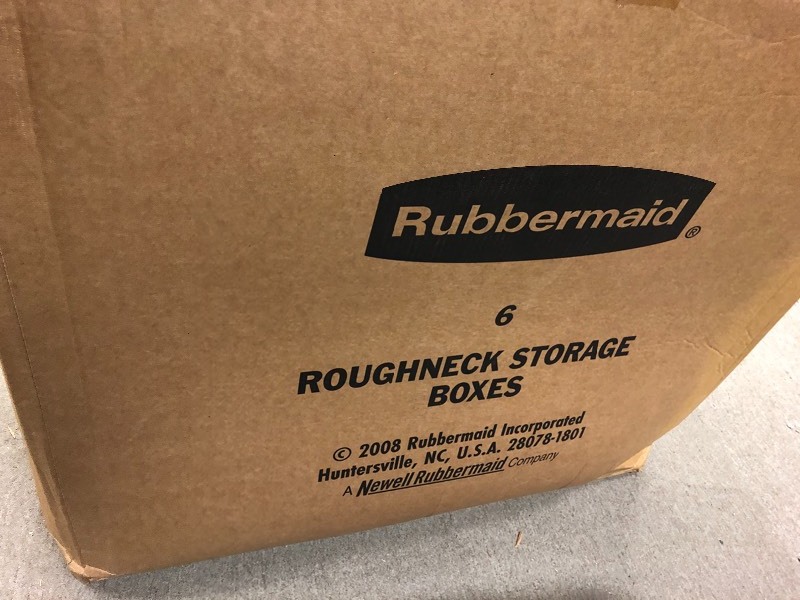 Rubbermaid®
6
ROUGHNECK STORAGE
BOXES
© 2008 Rubbermaid Incorporated
Huntersville, NC, U.S.A. 28078-1801
A Newell Rubbermaid Company